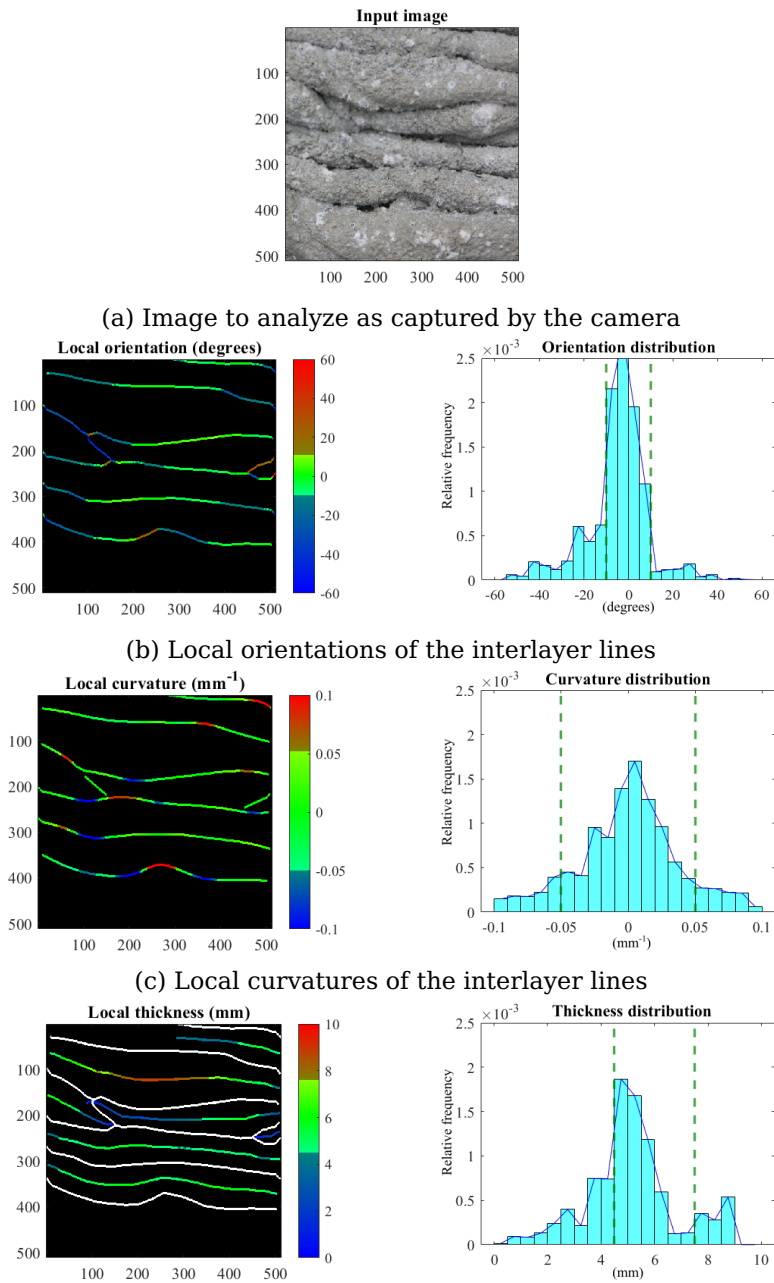 Input image
100
200
300
400
500
100 200 300 400 500
(a) Image to analyze as captured by the camera
Local orientation (degrees)
100
200
300
400
500
100 200 300 400 500
60
40
20
0
-20
-40
-60
Orientation distribution
×10⁻³
2.5
2
1.5
1
0.5
0
Relative frequency
-60 -40 -20 0 20 40 60
(degrees)
(b) Local orientations of the interlayer lines
Local curvature (mm⁻¹)
100
200
300
400
500
100 200 300 400 500
0.1
0.05
0
-0.05
-0.1
Curvature distribution
×10⁻³
2.5
2
1.5
1
0.5
0
Relative frequency
-0.1 -0.05 0 0.05 0.1
(mm⁻¹)
(c) Local curvatures of the interlayer lines
Local thickness (mm)
100
200
300
400
500
100 200 300 400 500
10
8
6
4
2
0
Thickness distribution
×10⁻³
2.5
2
1.5
1
0.5
0
Relative frequency
0 2 4 6 8 10
(mm)